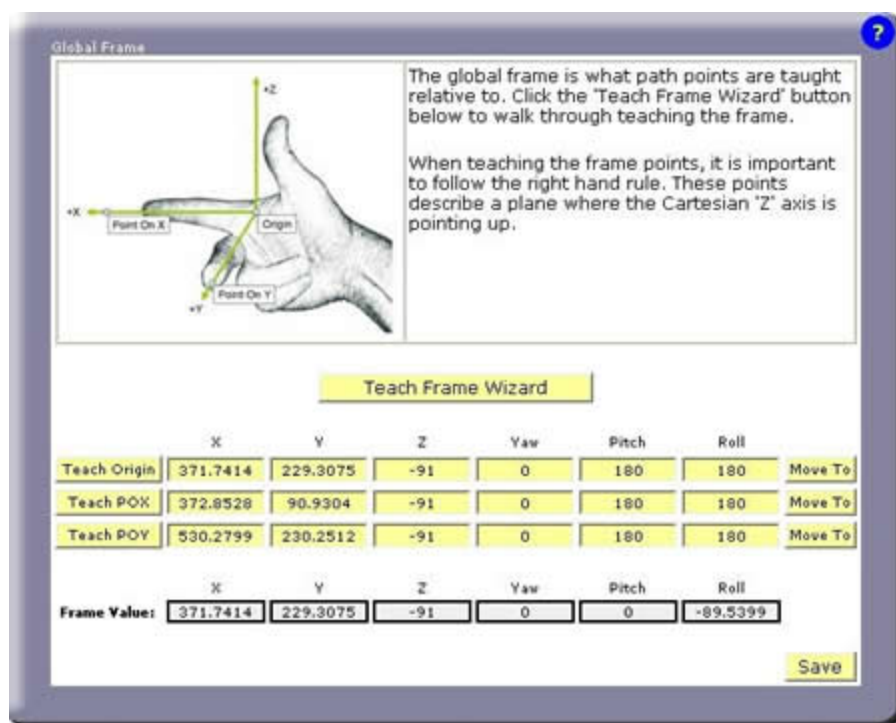 ?
Global Frame
The global frame is what path points are taught
relative to. Click the 'Teach Frame Wizard' button
below to walk through teaching the frame.
When teaching the frame points, it is important
to follow the right hand rule. These points
describe a plane where the Cartesian 'Z' axis is
pointing up.
+Z
+X
Point On X
Origin
Point On Y
+Y
Teach Frame Wizard
X Y Z Yaw Pitch Roll
Teach Origin 371.7414 229.3075 -91 0 180 180 Move To
Teach POX 372.8528 90.9304 -91 0 180 180 Move To
Teach POY 530.2799 230.2512 -91 0 180 180 Move To
X Y Z Yaw Pitch Roll
Frame Value: 371.7414 229.3075 -91 0 0 -89.5399
Save